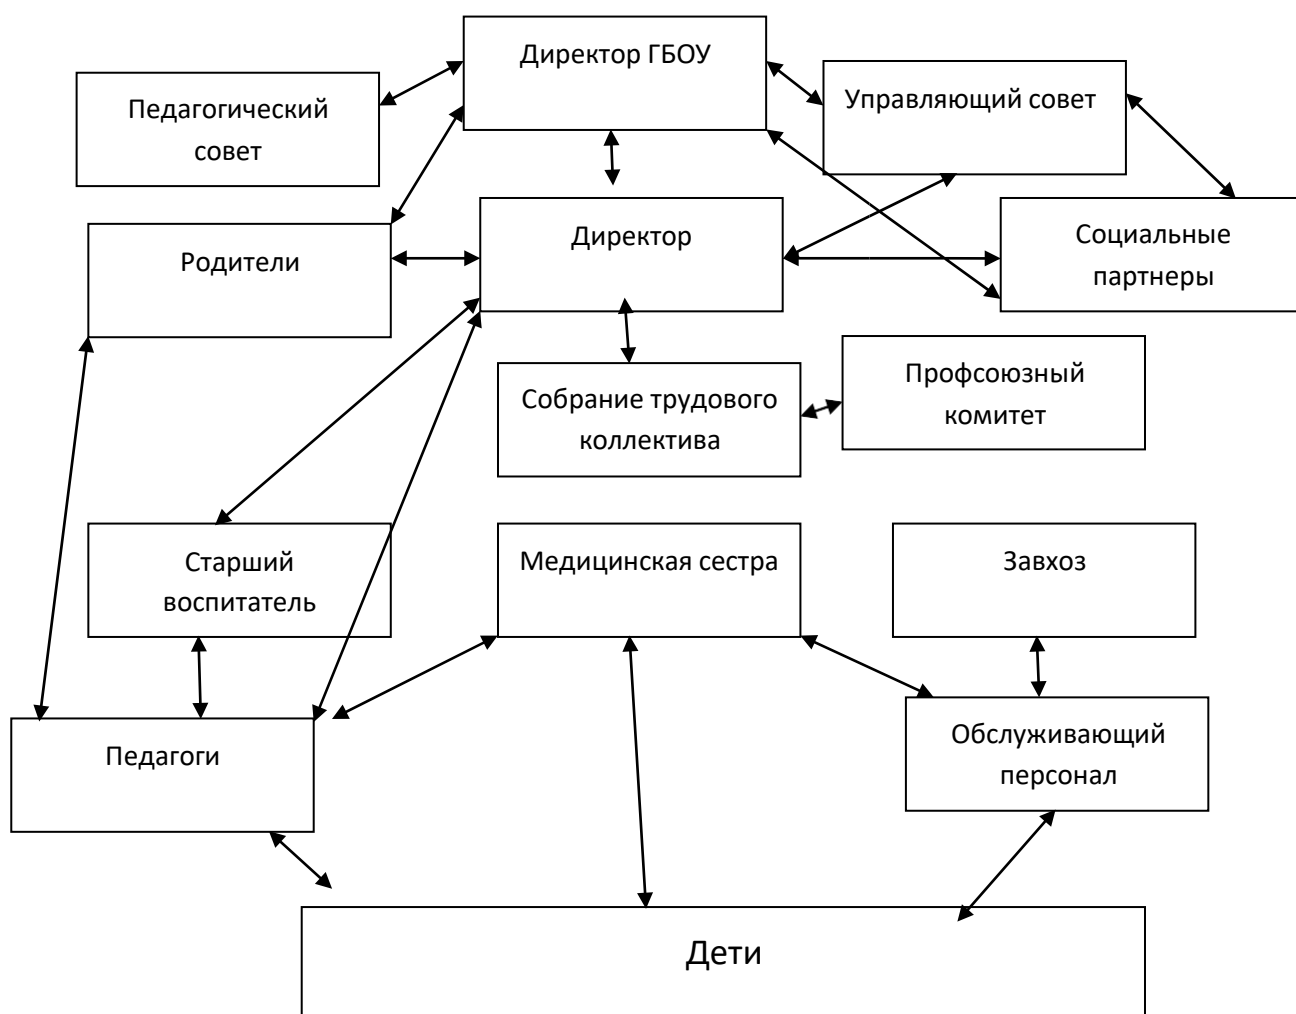 Директор ГБОУ
Педагогический
совет
Управляющий совет
Родители
Директор
Социальные
партнеры
Собрание трудового
коллектива
Профсоюзный
комитет
Старший
воспитатель
Медицинская сестра
Завхоз
Педагоги
Обслуживающий
персонал
Дети